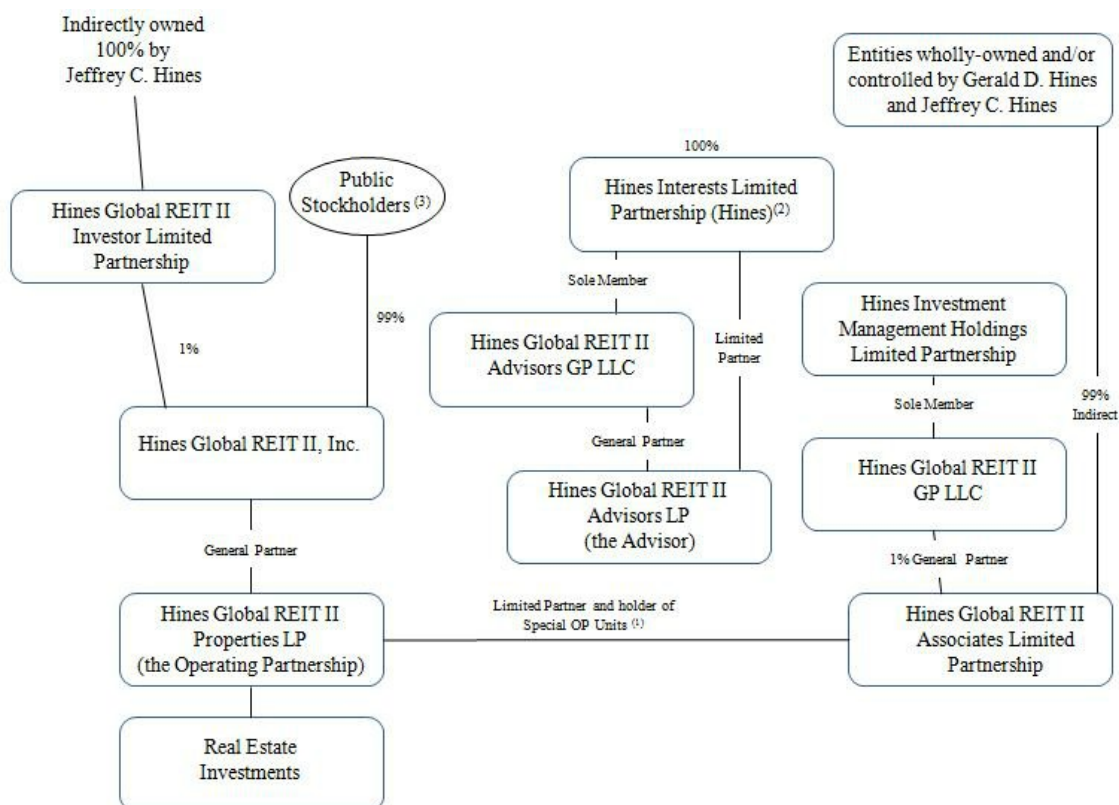 Indirectly owned
100% by
Jeffrey C. Hines
Entities wholly-owned and/or
controlled by Gerald D. Hines
and Jeffrey C. Hines
100%
Hines Global REIT II
Investor Limited
Partnership
Public
Stockholders (3)
Hines Interests Limited
Partnership (Hines)(2)
Sole Member
Limited
Partner
Hines Investment
Management Holdings
Limited Partnership
1%
99%
Hines Global REIT II
Advisors GP LLC
Sole Member
99%
Indirect
Hines Global REIT II, Inc.
General Partner
Hines Global REIT II
GP LLC
Hines Global REIT II
Advisors LP
(the Advisor)
General Partner
1% General Partner
Hines Global REIT II
Properties LP
(the Operating Partnership)
Limited Partner and holder of
Special OP Units (1)
Hines Global REIT II
Associates Limited
Partnership
Real Estate
Investments